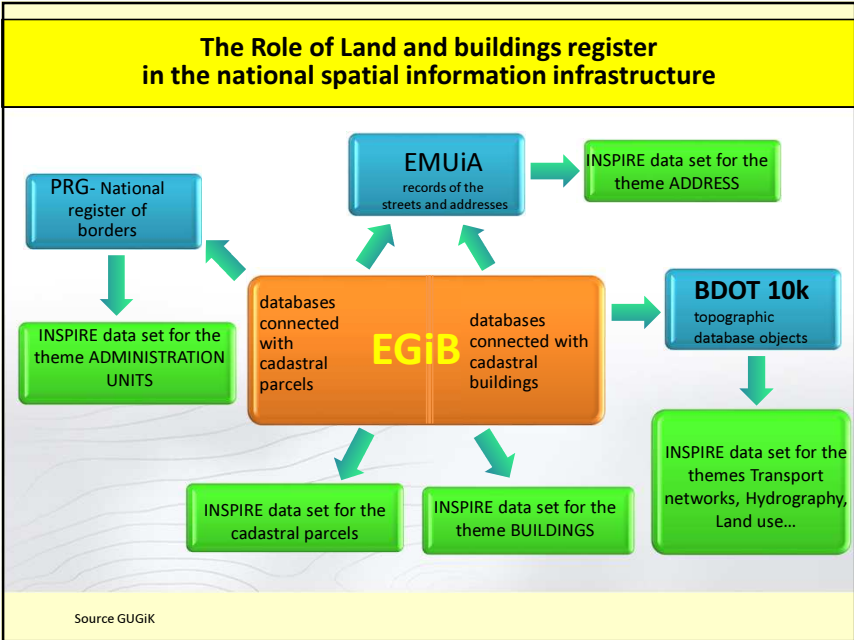 The Role of Land and buildings register
in the national spatial information infrastructure
EMUiA
records of the
streets and addresses
INSPIRE data set for the
theme ADDRESS
PRG- National
register of
borders
INSPIRE data set for the
theme ADMINISTRATION
UNITS
databases
connected
with
cadastral
parcels
EGiB
databases
connected with
cadastral
buildings
BDOT 10k
topographic
database objects
INSPIRE data set for the
themes Transport
networks, Hydrography,
Land use...
INSPIRE data set for the
cadastral parcels
INSPIRE data set for the
theme BUILDINGS
Source GUGiK